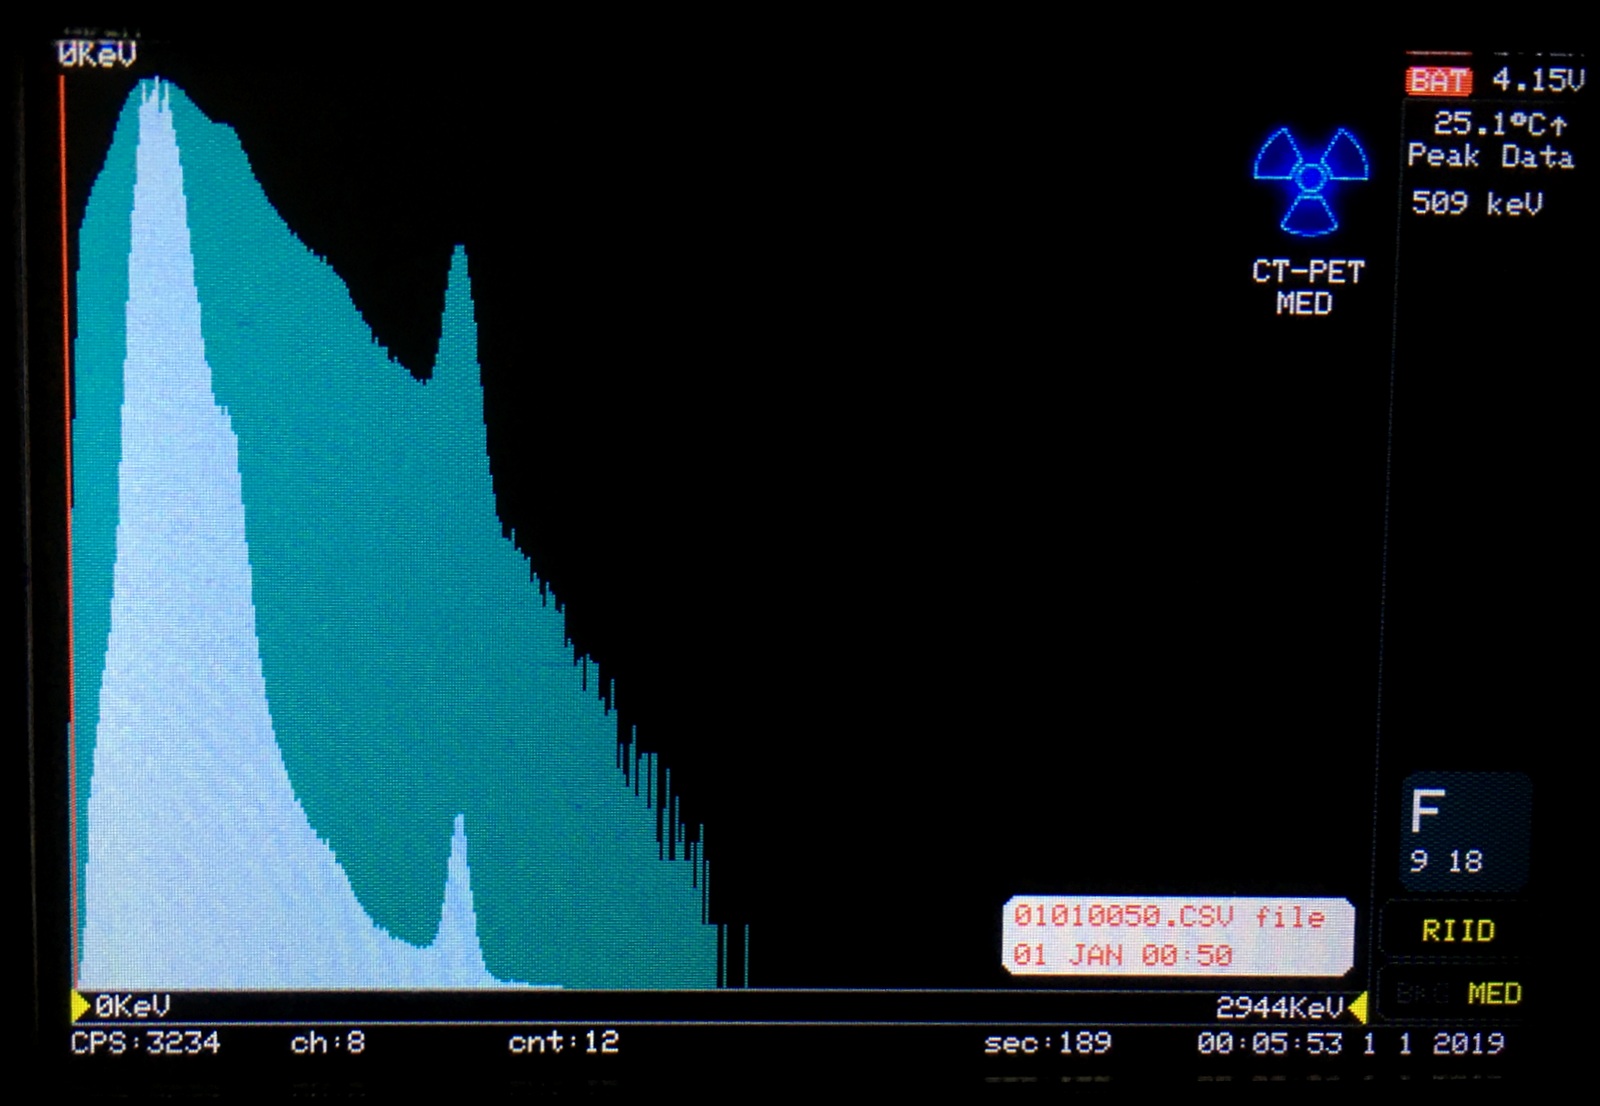 0KeV
BAT 4.15V
25.1°C↑
Peak Data
509 keV
CT-PET
MED
F
9 18
01010050.CSV file
01 JAN 00:50
RIID
BKG MED
0KeV 2944KeV
CPS:3234 ch:8 cnt:12 sec:189 00:05:53 1 1 2019